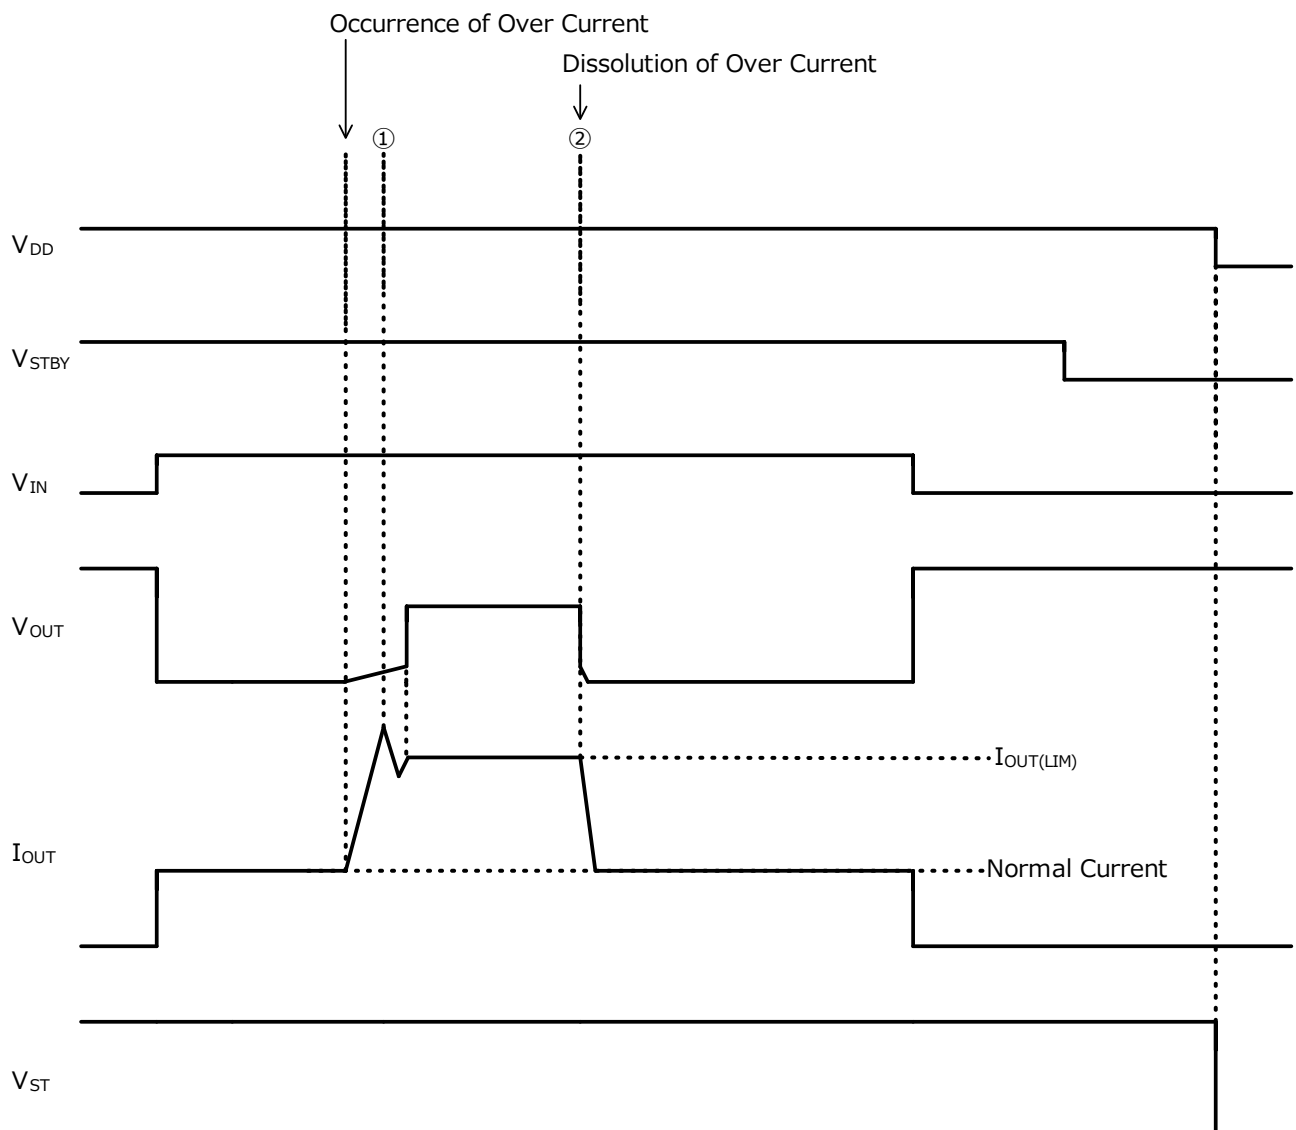 Occurrence of Over Current
Dissolution of Over Current
① ②
VDD
VSTBY
VIN
VOUT
IOUT(LIM)
IOUT
Normal Current
VST